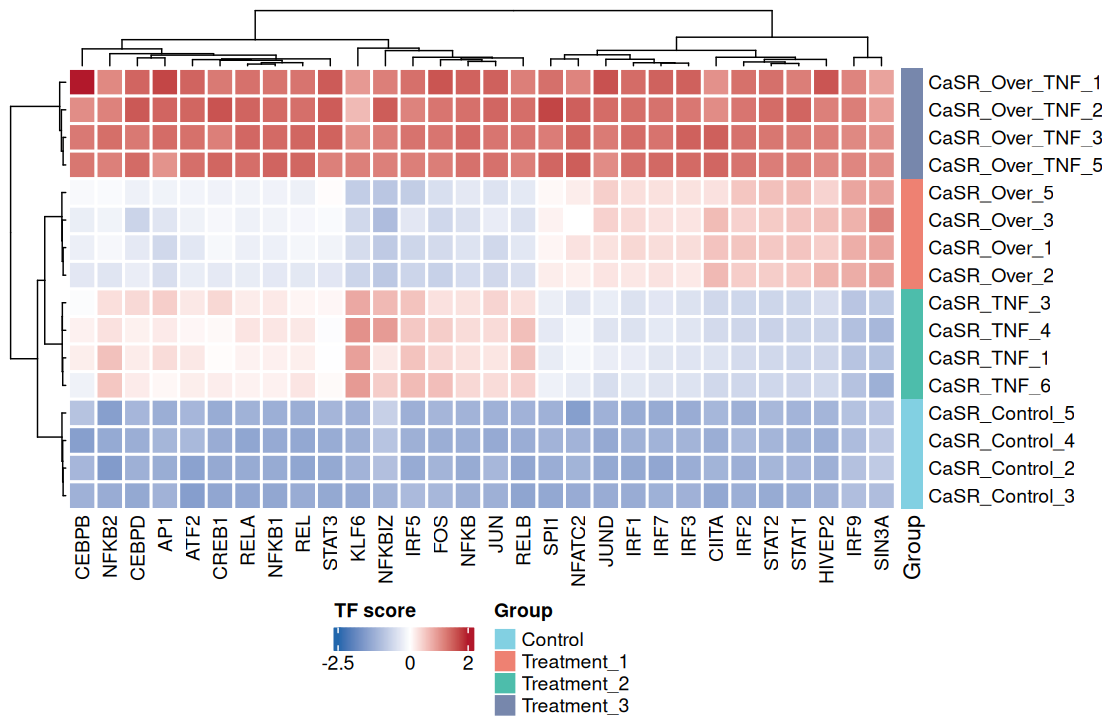 CaSR_Over_TNF_1
CaSR_Over_TNF_2
CaSR_Over_TNF_3
CaSR_Over_TNF_5
CaSR_Over_5
CaSR_Over_3
CaSR_Over_1
CaSR_Over_2
CaSR_TNF_3
CaSR_TNF_4
CaSR_TNF_1
CaSR_TNF_6
CaSR_Control_5
CaSR_Control_4
CaSR_Control_2
CaSR_Control_3
CEBPB
NFKB2
CEBPD
AP1
ATF2
CREB1
RELA
NFKB1
REL
STAT3
KLF6
NFKBIZ
IRF5
FOS
NFKB
JUN
RELB
SPI1
NFATC2
JUND
IRF1
IRF7
IRF3
CIITA
IRF2
STAT2
STAT1
HIVEP2
IRF9
SIN3A
Group
TF score
-2.5 0 2
Group
Control
Treatment_1
Treatment_2
Treatment_3